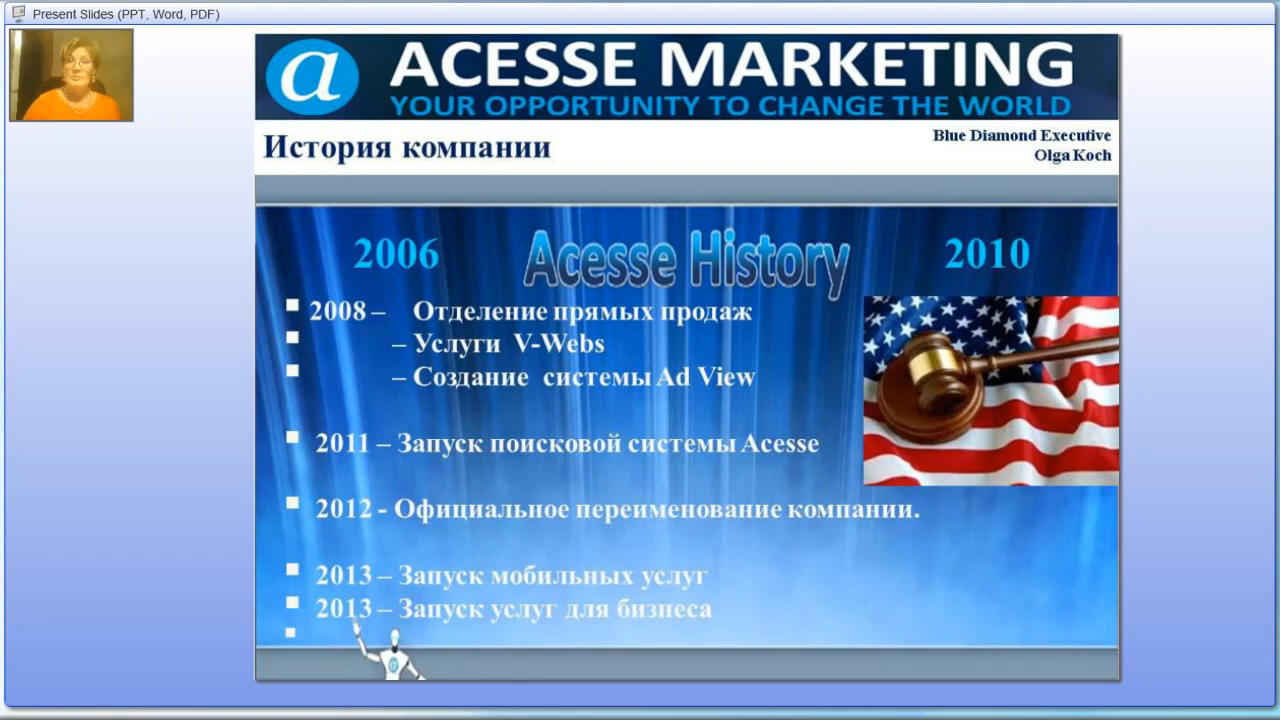 Present Slides (PPT, Word, PDF)
a ACESSE MARKETING
YOUR OPPORTUNITY TO CHANGE THE WORLD
История компании
Blue Diamond Executive
Olga Koch
2006
Acesse History
2010
2008 – Отделение прямых продаж
– Услуги V-Webs
– Создание системы Ad View
2011 – Запуск поисковой системы Acesse
2012 - Официальное переименование компании.
2013 – Запуск мобильных услуг
2013 – Запуск услуг для бизнеса
a